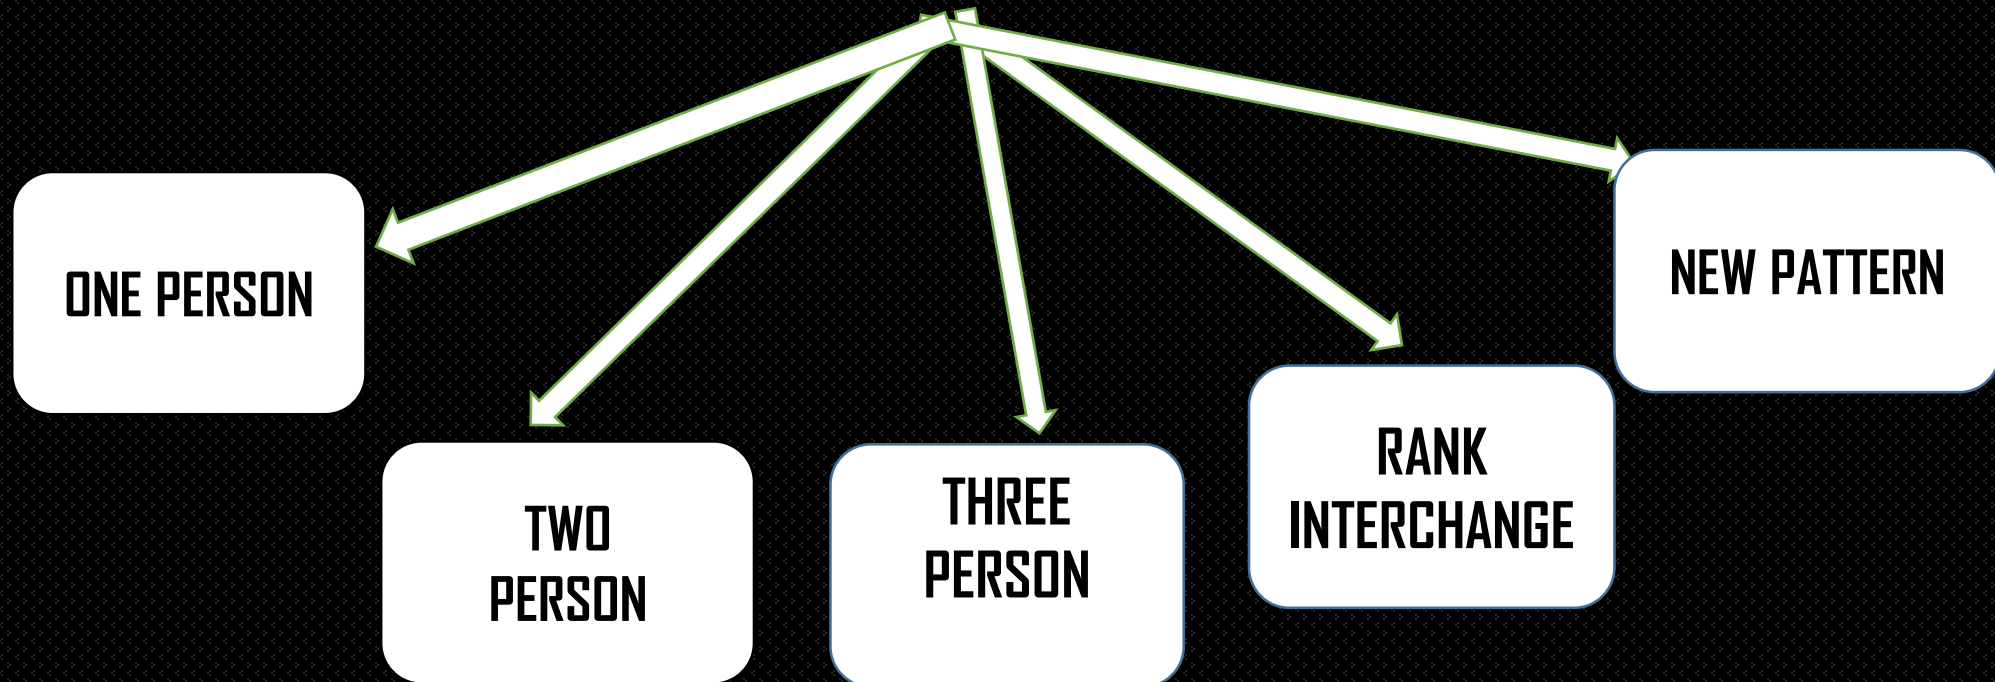 ONE PERSON
TWO
PERSON
THREE
PERSON
RANK
INTERCHANGE
NEW PATTERN